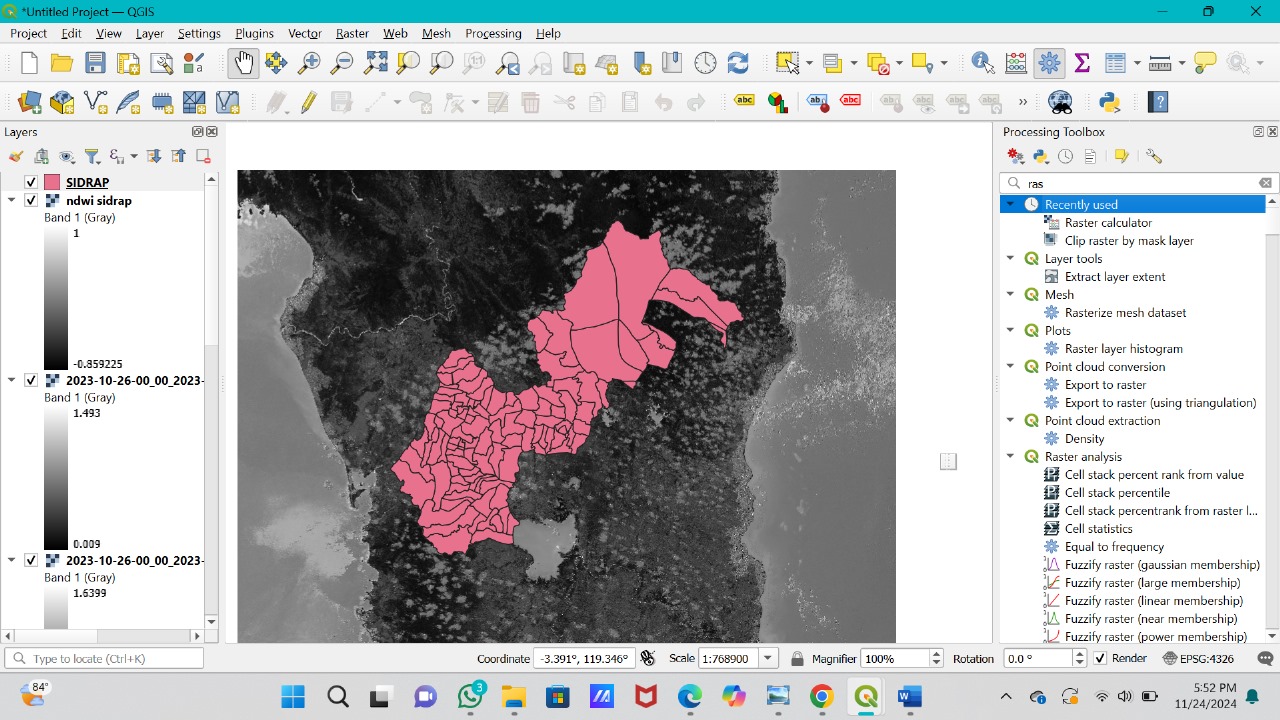 *Untitled Project — QGIS
Project Edit View Layer Settings Plugins Vector Raster Database Web Mesh Processing Help
Layers
SIDRAP
ndwi sidrap
Band 1 (Gray)
1
-0.859225
2023-10-26-00_00_2023-
Band 1 (Gray)
1.493
0.009
2023-10-26-00_00_2023-
Band 1 (Gray)
1.6399
Processing Toolbox
ras
Recently used
Raster calculator
Clip raster by mask layer
Layer tools
Extract layer extent
Mesh
Rasterize mesh dataset
Plots
Raster layer histogram
Point cloud conversion
Export to raster
Export to raster (using triangulation)
Point cloud extraction
Density
Raster analysis
Cell stack percent rank from value
Cell stack percentile
Cell stack percentrank from raster l...
Cell statistics
Equal to frequency
Fuzzify raster (gaussian membership)
Fuzzify raster (large membership)
Fuzzify raster (linear membership)
Fuzzify raster (near membership)
Fuzzify raster (power membership)
Type to locate (Ctrl+K)
Coordinate -3.391°, 119.346° Scale 1:768900 Magnifier 100% Rotation 0.0 ° Render EPSG:4326
84°
3
5:52 PM
11/24/2024